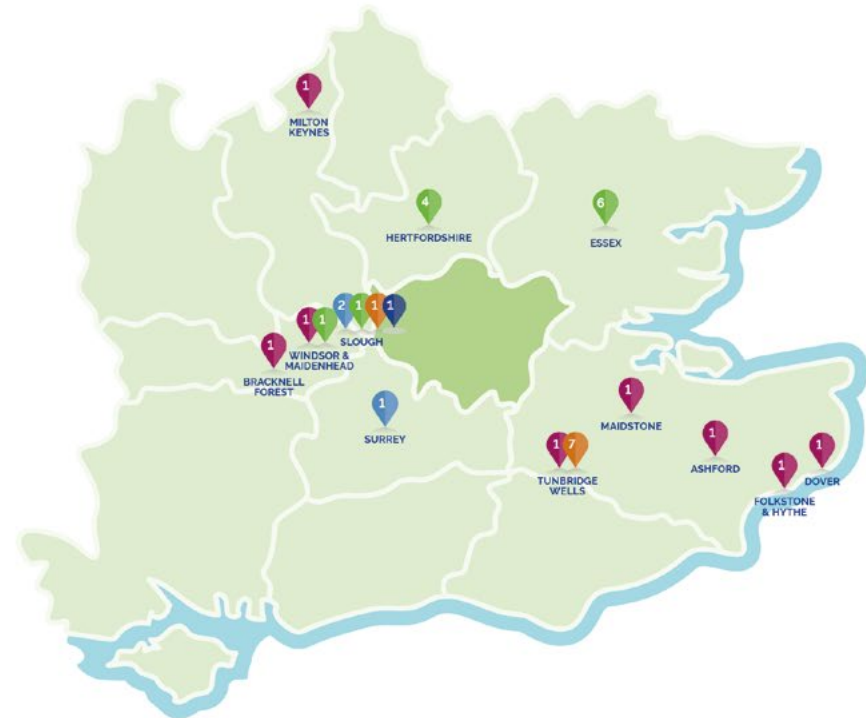 1
MILTON
KEYNES
4
HERTFORDSHIRE
6
ESSEX
1 1
WINDSOR &
MAIDENHEAD
2 1 1 1
SLOUGH
1
BRACKNELL
FOREST
1
SURREY
1
MAIDSTONE
1 7
TUNBRIDGE
WELLS
1
ASHFORD
1
FOLKSTONE
& HYTHE
1
DOVER